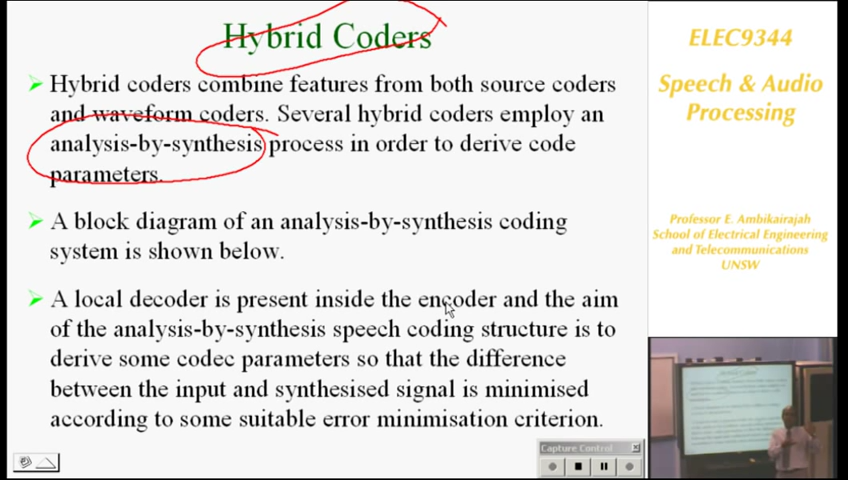 Hybrid Coders
Hybrid coders combine features from both source coders
and waveform coders. Several hybrid coders employ an
analysis-by-synthesis process in order to derive code
parameters.
A block diagram of an analysis-by-synthesis coding
system is shown below.
A local decoder is present inside the encoder and the aim
of the analysis-by-synthesis speech coding structure is to
derive some codec parameters so that the difference
between the input and synthesised signal is minimised
according to some suitable error minimisation criterion.
ELEC9344
Speech & Audio
Processing
Professor E. Ambikairajah
School of Electrical Engineering
and Telecommunications
UNSW
Capture Control